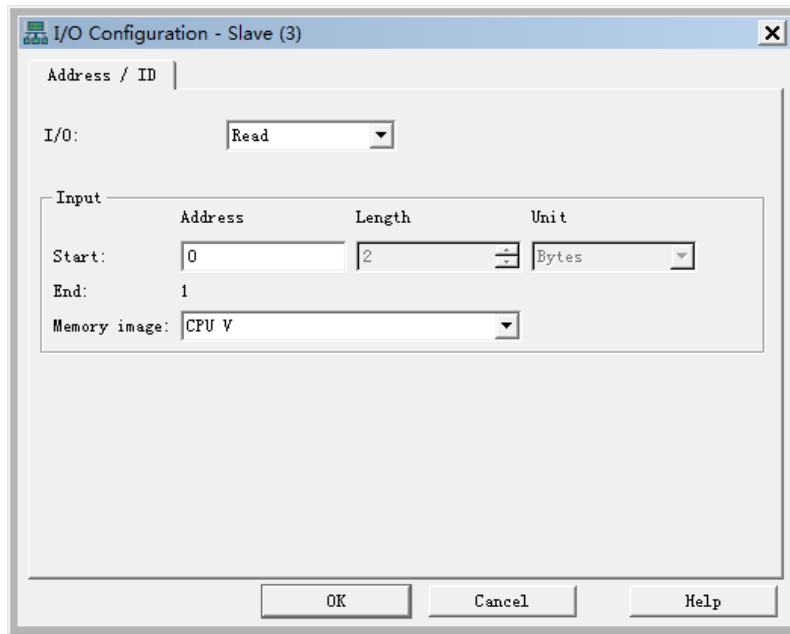 I/O Configuration - Slave (3)
Address / ID
I/O: Read
Input
Address Length Unit
Start: 0 2 Bytes
End: 1
Memory image: CPU V
OK Cancel Help